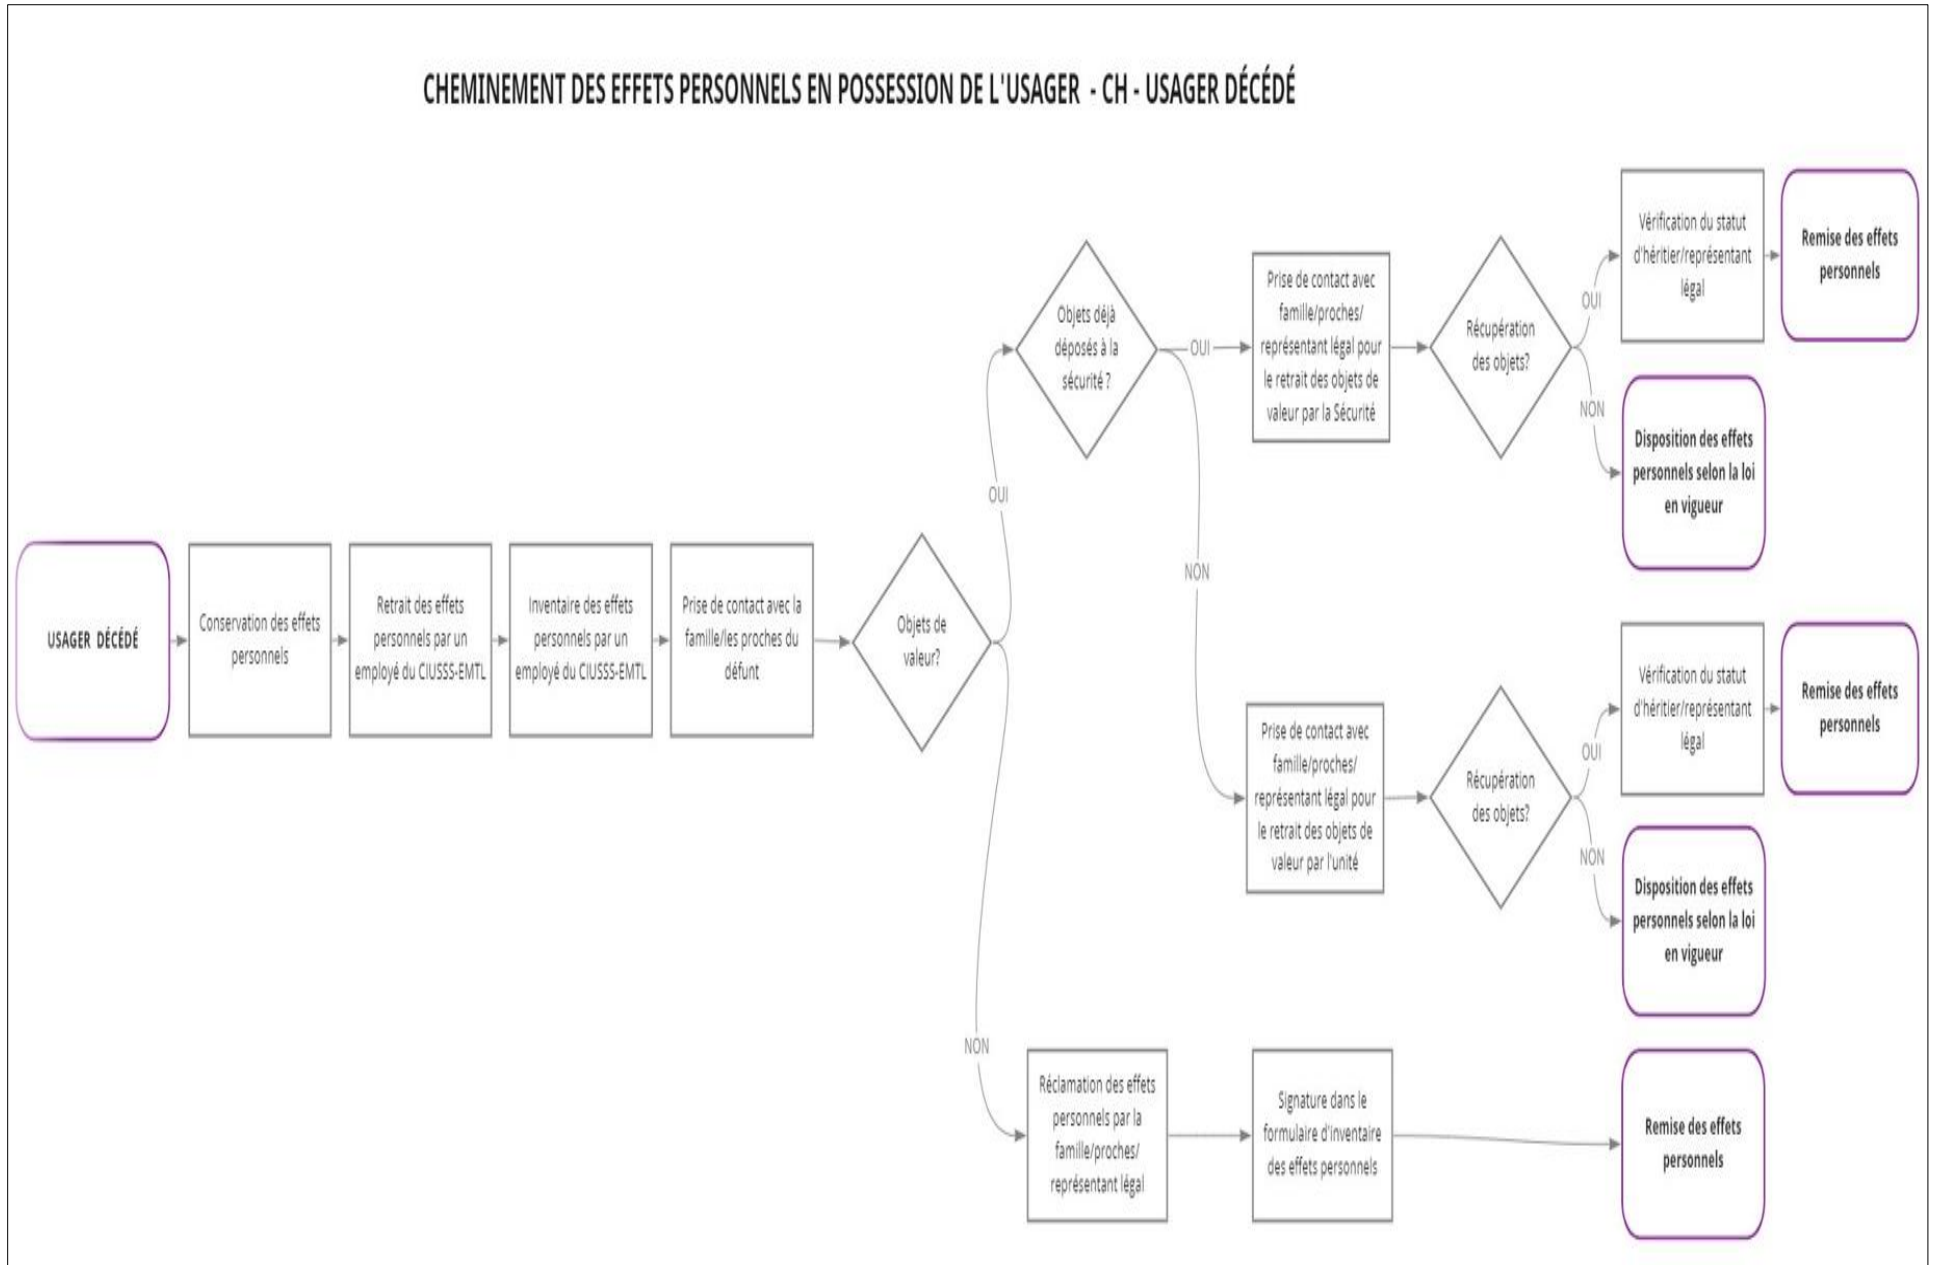 CHEMINEMENT DES EFFETS PERSONNELS EN POSSESSION DE L'USAGER - CH - USAGER DÉCÉDÉ
USAGER DÉCÉDÉ
Conservation des effets
personnels
Retrait des effets
personnels par un
employé du CIUSSS-EMTL
Inventaire des effets
personnels par un
employé du CIUSSS-EMTL
Prise de contact avec la
famille/les proches du
défunt
Objets de
valeur?
OUI
Objets déjà
déposés à la
sécurité ?
OUI
Prise de contact avec
famille/proches/
représentant légal pour
le retrait des objets de
valeur par la Sécurité
Récupération
des objets?
OUI
Vérification du statut
d'héritier/représentant
légal
Remise des effets
personnels
NON
Disposition des effets
personnels selon la loi
en vigueur
NON
Prise de contact avec
famille/proches/
représentant légal pour
le retrait des objets de
valeur par l'unité
Récupération
des objets?
OUI
Vérification du statut
d'héritier/représentant
légal
Remise des effets
personnels
NON
Disposition des effets
personnels selon la loi
en vigueur
NON
Réclamation des effets
personnels par la
famille/proches/
représentant légal
Signature dans le
formulaire d'inventaire
des effets personnels
Remise des effets
personnels